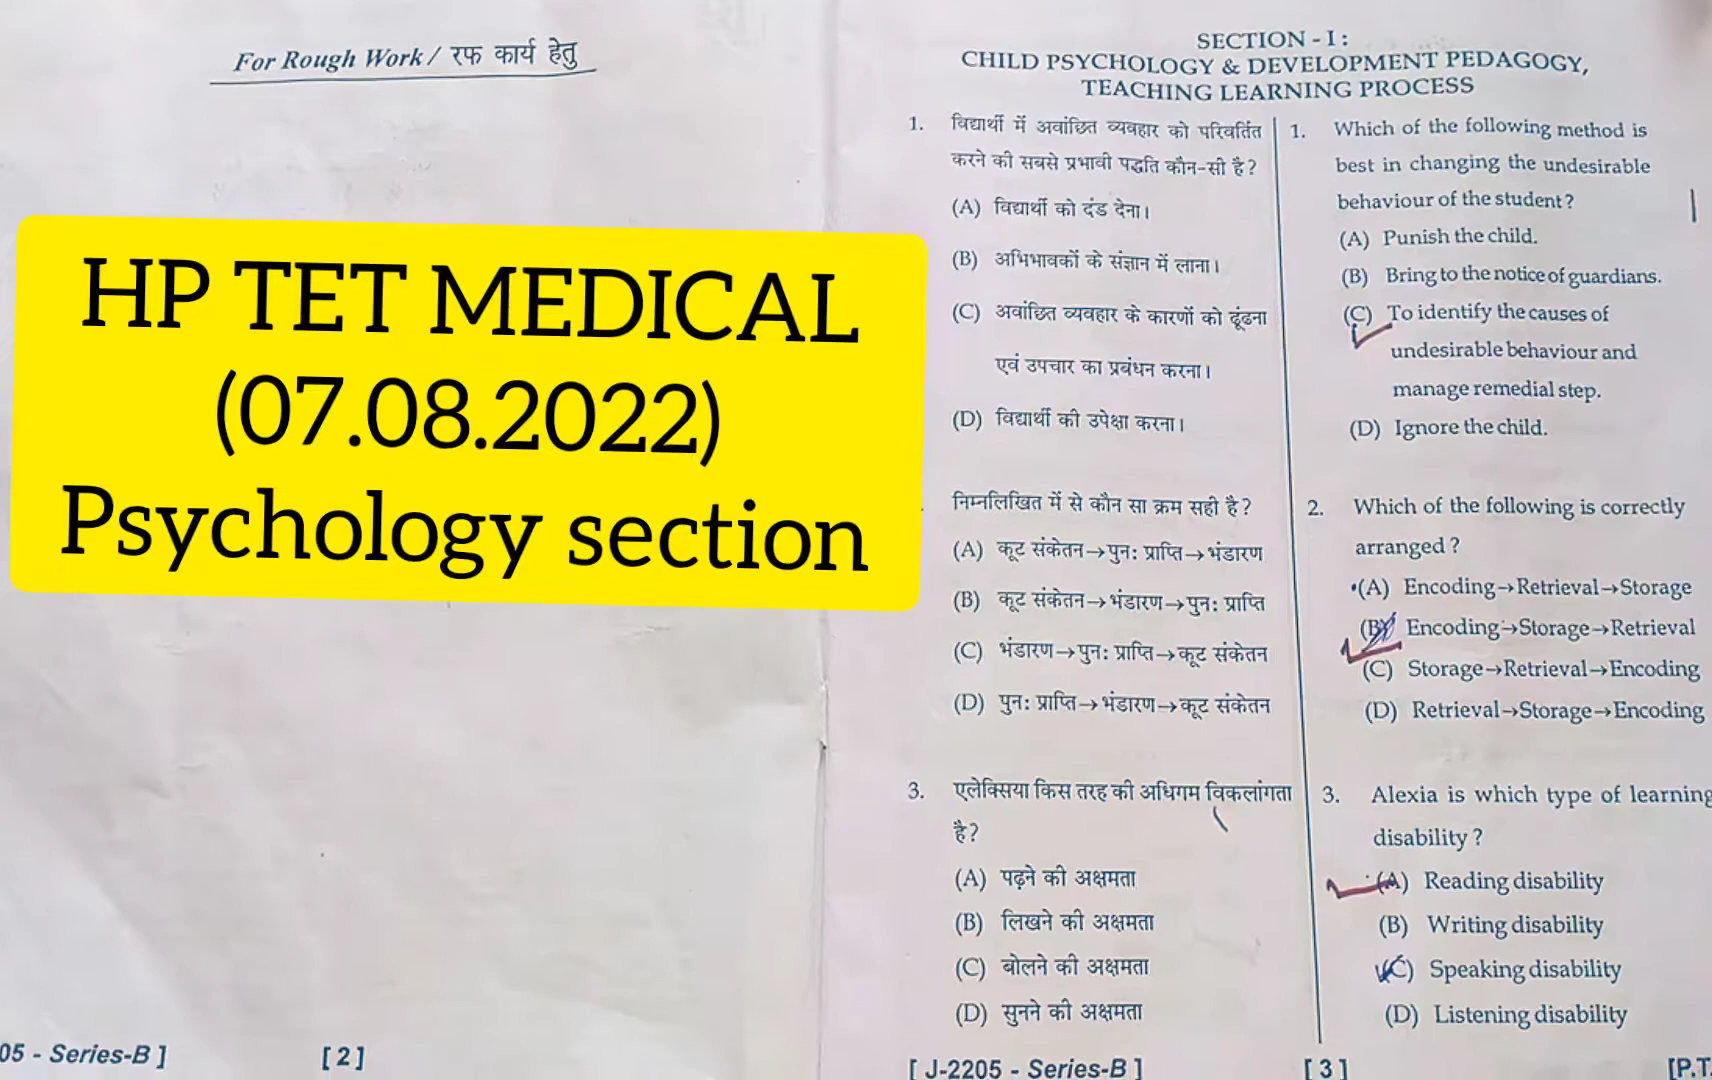 For Rough Work / रफ कार्य हेतु
HP TET MEDICAL
(07.08.2022)
Psychology section
05 - Series-B ]
[ 2 ]
SECTION - I :
CHILD PSYCHOLOGY & DEVELOPMENT PEDAGOGY,
TEACHING LEARNING PROCESS
1. विद्यार्थी में अवांछित व्यवहार को परिवर्तित
करने की सबसे प्रभावी पद्धति कौन-सी है?
(A) विद्यार्थी को दंड देना।
(B) अभिभावकों के संज्ञान में लाना।
(C) अवांछित व्यवहार के कारणों को ढूंढना
एवं उपचार का प्रबंधन करना।
(D) विद्यार्थी की उपेक्षा करना।
निम्नलिखित में से कौन सा क्रम सही है?
(A) कूट संकेतन→पुन: प्राप्ति→भंडारण
(B) कूट संकेतन→भंडारण→पुन: प्राप्ति
(C) भंडारण→पुन: प्राप्ति→कूट संकेतन
(D) पुन: प्राप्ति→भंडारण→कूट संकेतन
3. एलेक्सिया किस तरह की अधिगम विकलांगता
है?
(A) पढ़ने की अक्षमता
(B) लिखने की अक्षमता
(C) बोलने की अक्षमता
(D) सुनने की अक्षमता
1. Which of the following method is
best in changing the undesirable
behaviour of the student?
(A) Punish the child.
(B) Bring to the notice of guardians.
(C) To identify the causes of
undesirable behaviour and
manage remedial step.
(D) Ignore the child.
2. Which of the following is correctly
arranged ?
(A) Encoding→Retrieval→Storage
(B) Encoding→Storage→Retrieval
(C) Storage→Retrieval→Encoding
(D) Retrieval→Storage→Encoding
3. Alexia is which type of learning
disability ?
(A) Reading disability
(B) Writing disability
(C) Speaking disability
(D) Listening disability
[ J-2205 - Series-B ]
[ 3 ]
[P.T.